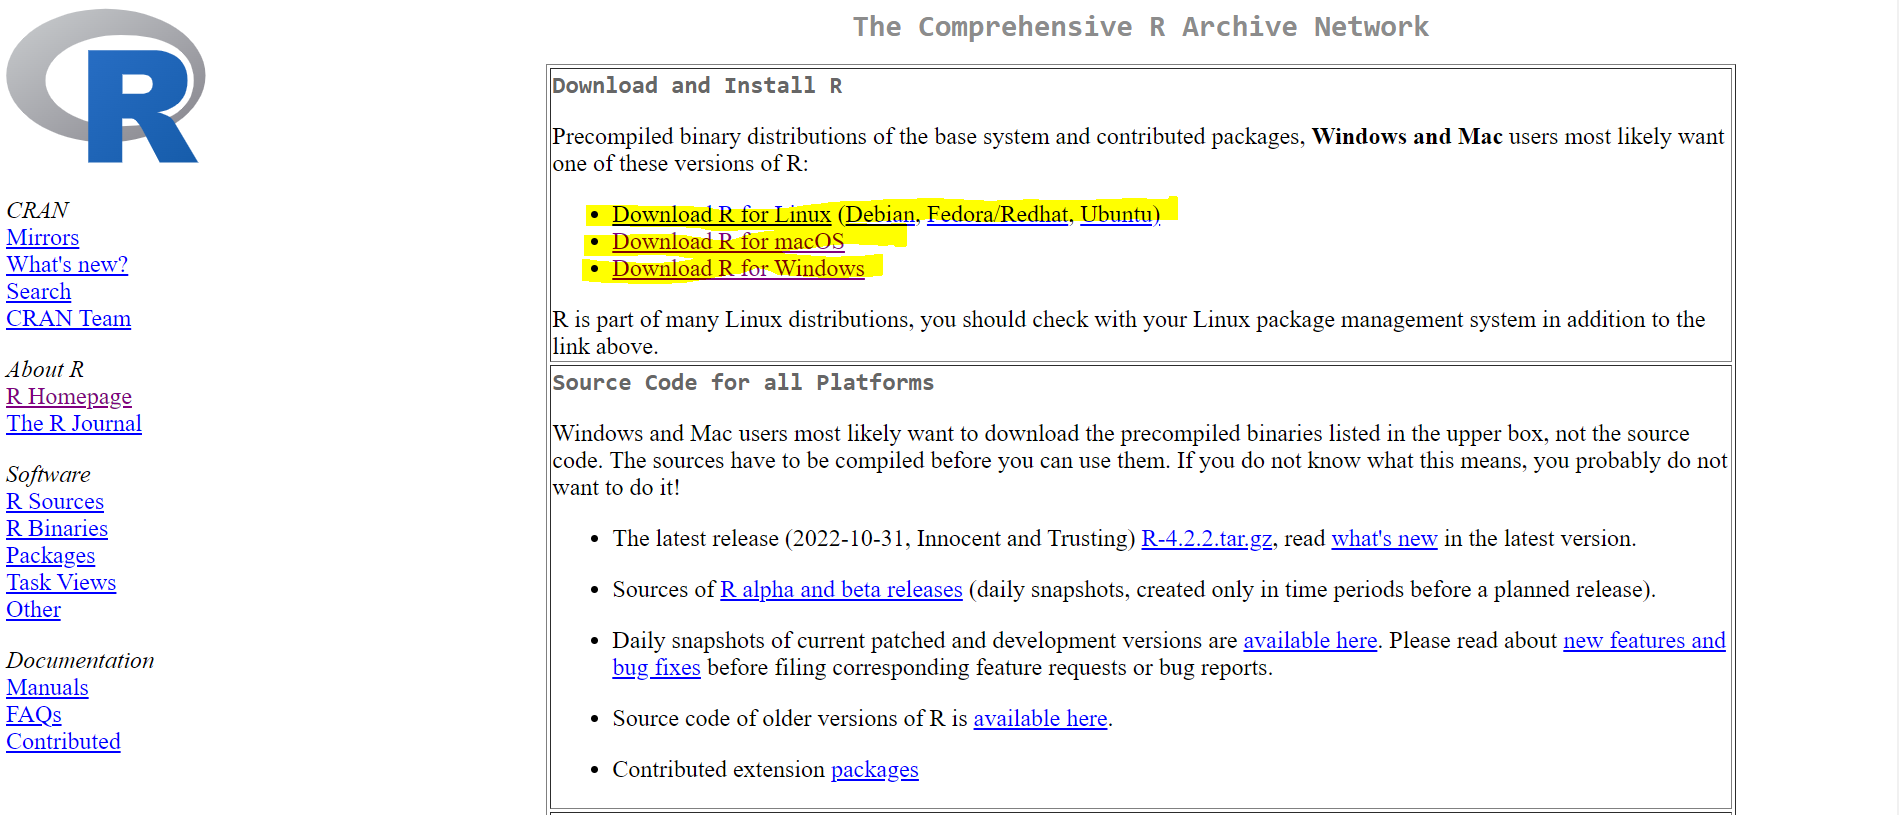 R
The Comprehensive R Archive Network
CRAN
Mirrors
What's new?
Search
CRAN Team
About R
R Homepage
The R Journal
Software
R Sources
R Binaries
Packages
Task Views
Other
Documentation
Manuals
FAQs
Contributed
Download and Install R
Precompiled binary distributions of the base system and contributed packages, Windows and Mac users most likely want
one of these versions of R:
• Download R for Linux (Debian, Fedora/Redhat, Ubuntu)
• Download R for macOS
• Download R for Windows
R is part of many Linux distributions, you should check with your Linux package management system in addition to the
link above.
Source Code for all Platforms
Windows and Mac users most likely want to download the precompiled binaries listed in the upper box, not the source
code. The sources have to be compiled before you can use them. If you do not know what this means, you probably do not
want to do it!
• The latest release (2022-10-31, Innocent and Trusting) R-4.2.2.tar.gz, read what's new in the latest version.
• Sources of R alpha and beta releases (daily snapshots, created only in time periods before a planned release).
• Daily snapshots of current patched and development versions are available here. Please read about new features and
bug fixes before filing corresponding feature requests or bug reports.
• Source code of older versions of R is available here.
• Contributed extension packages